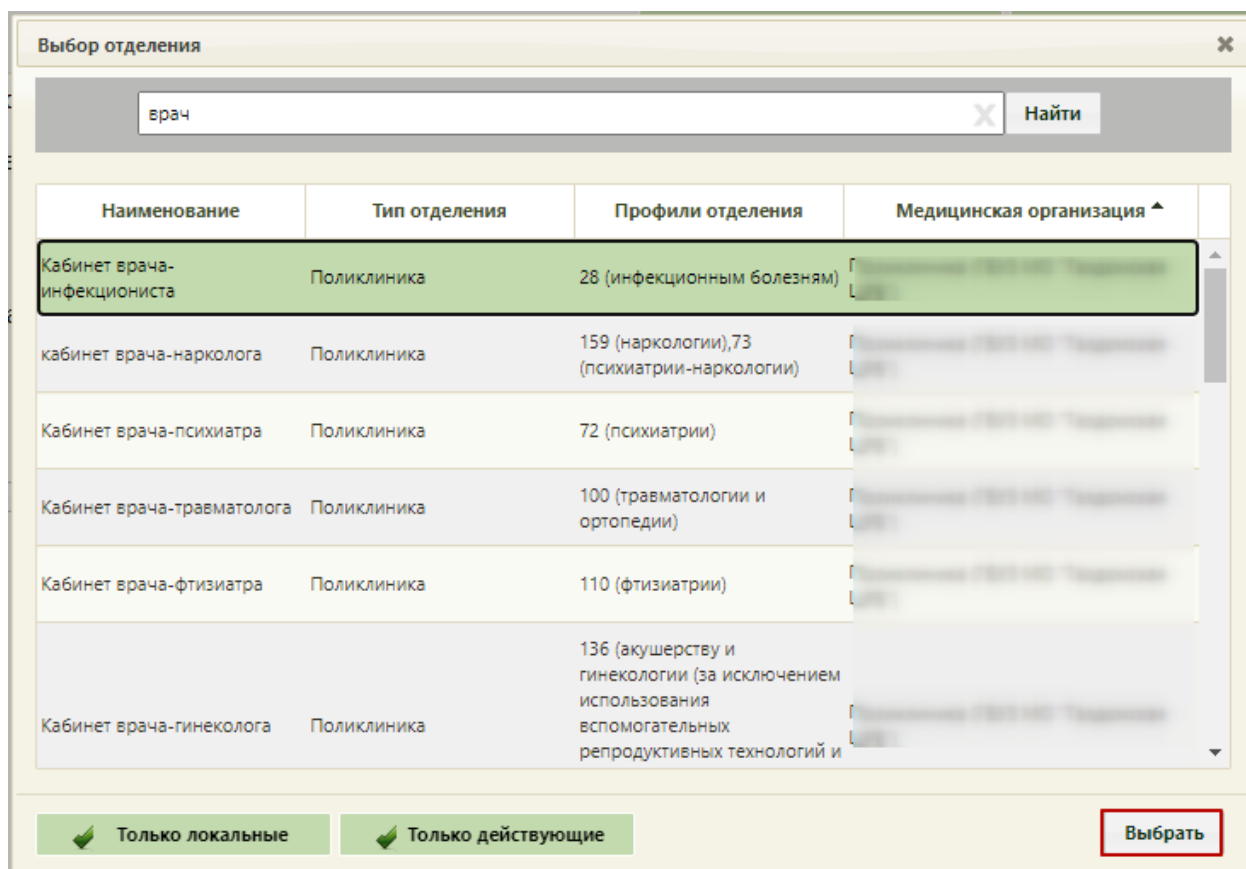 Выбор отделения
врач
Найти
Наименование
Тип отделения
Профили отделения
Медицинская организация
Кабинет врача-
инфекциониста
Поликлиника
28 (инфекционным болезням)
кабинет врача-нарколога
Поликлиника
159 (наркологии),73
(психиатрии-наркологии)
Кабинет врача-психиатра
Поликлиника
72 (психиатрии)
Кабинет врача-травматолога
Поликлиника
100 (травматологии и
ортопедии)
Кабинет врача-фтизиатра
Поликлиника
110 (фтизиатрии)
Кабинет врача-гинеколога
Поликлиника
136 (акушерству и
гинекологии (за исключением
использования
вспомогательных
репродуктивных технологий и
Только локальные
Только действующие
Выбрать